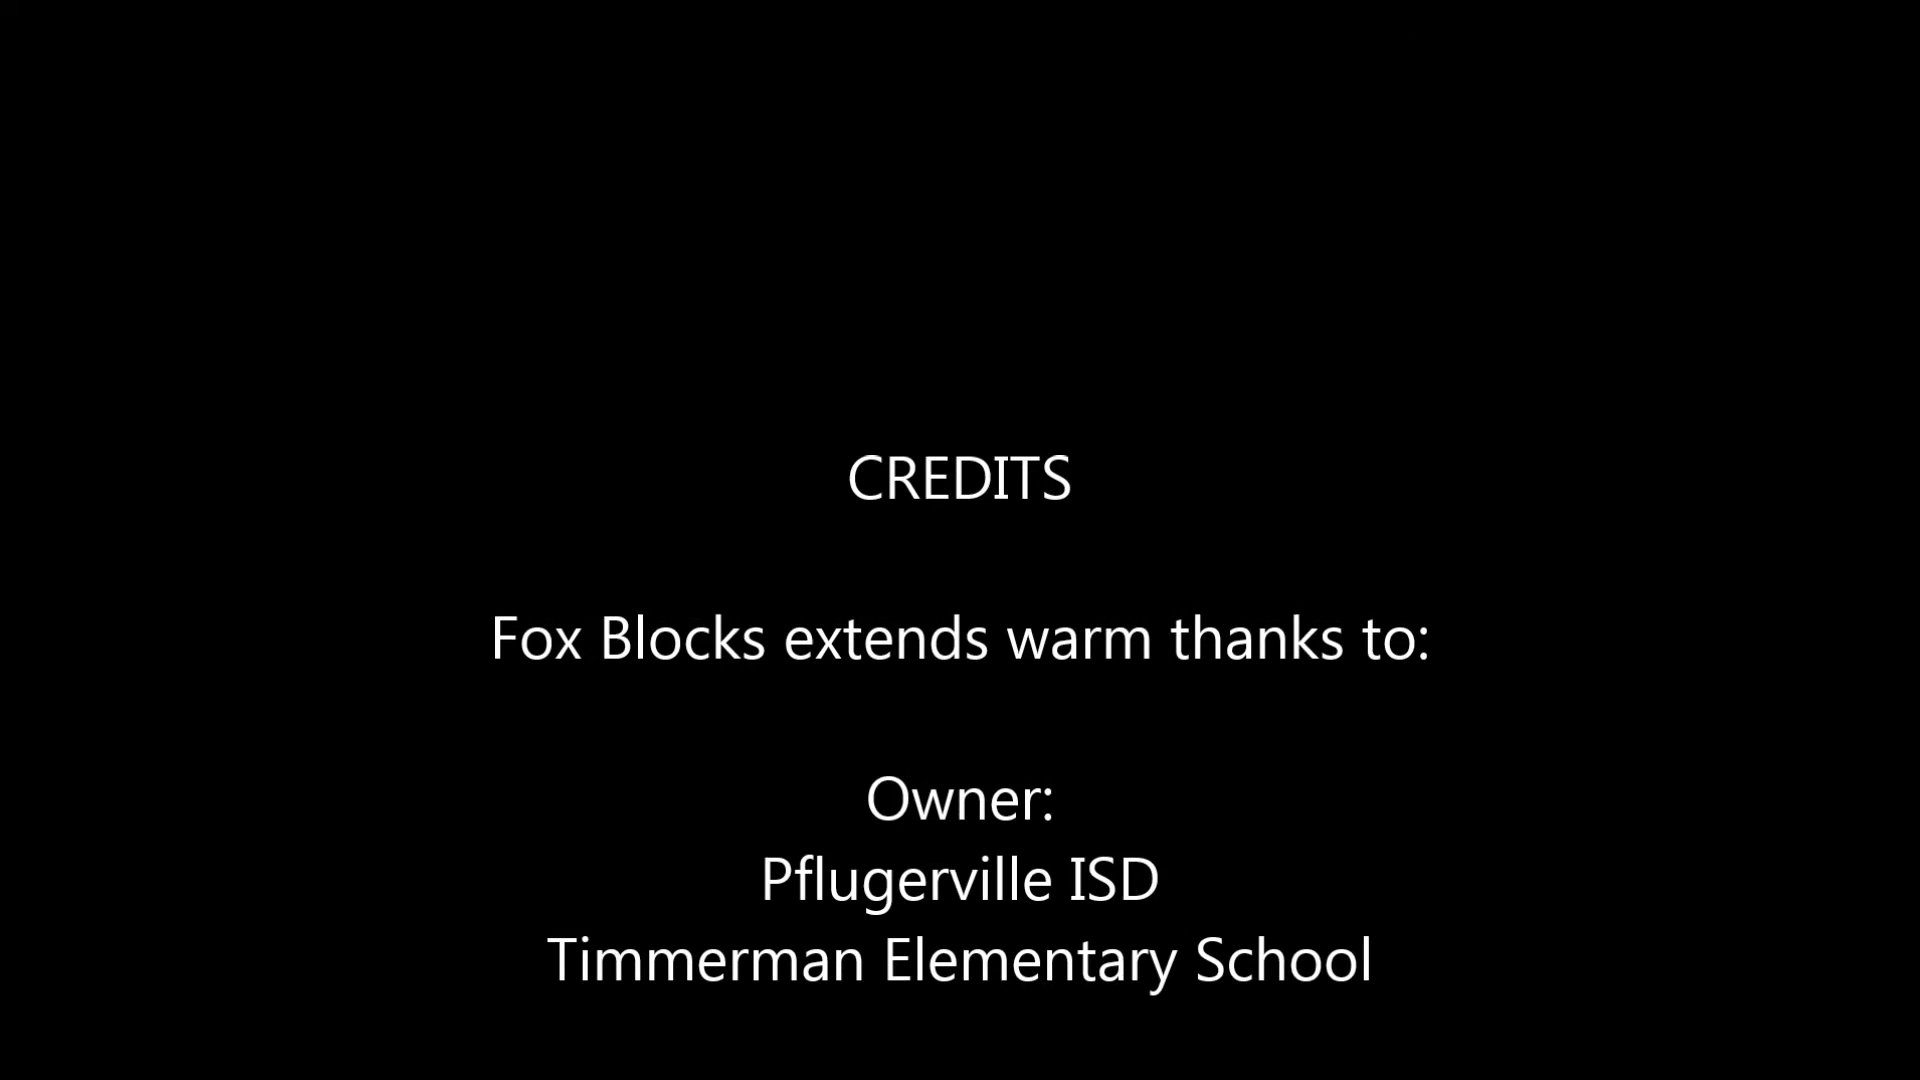 CREDITS
Fox Blocks extends warm thanks to:
Owner:
Pflugerville ISD
Timmerman Elementary School